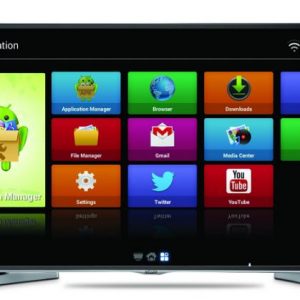 ation
Application Manager
Browser
Downloads
File Manager
Gmail
Media Center
n Manager
Settings
Twitter
You
Tube
YouTube